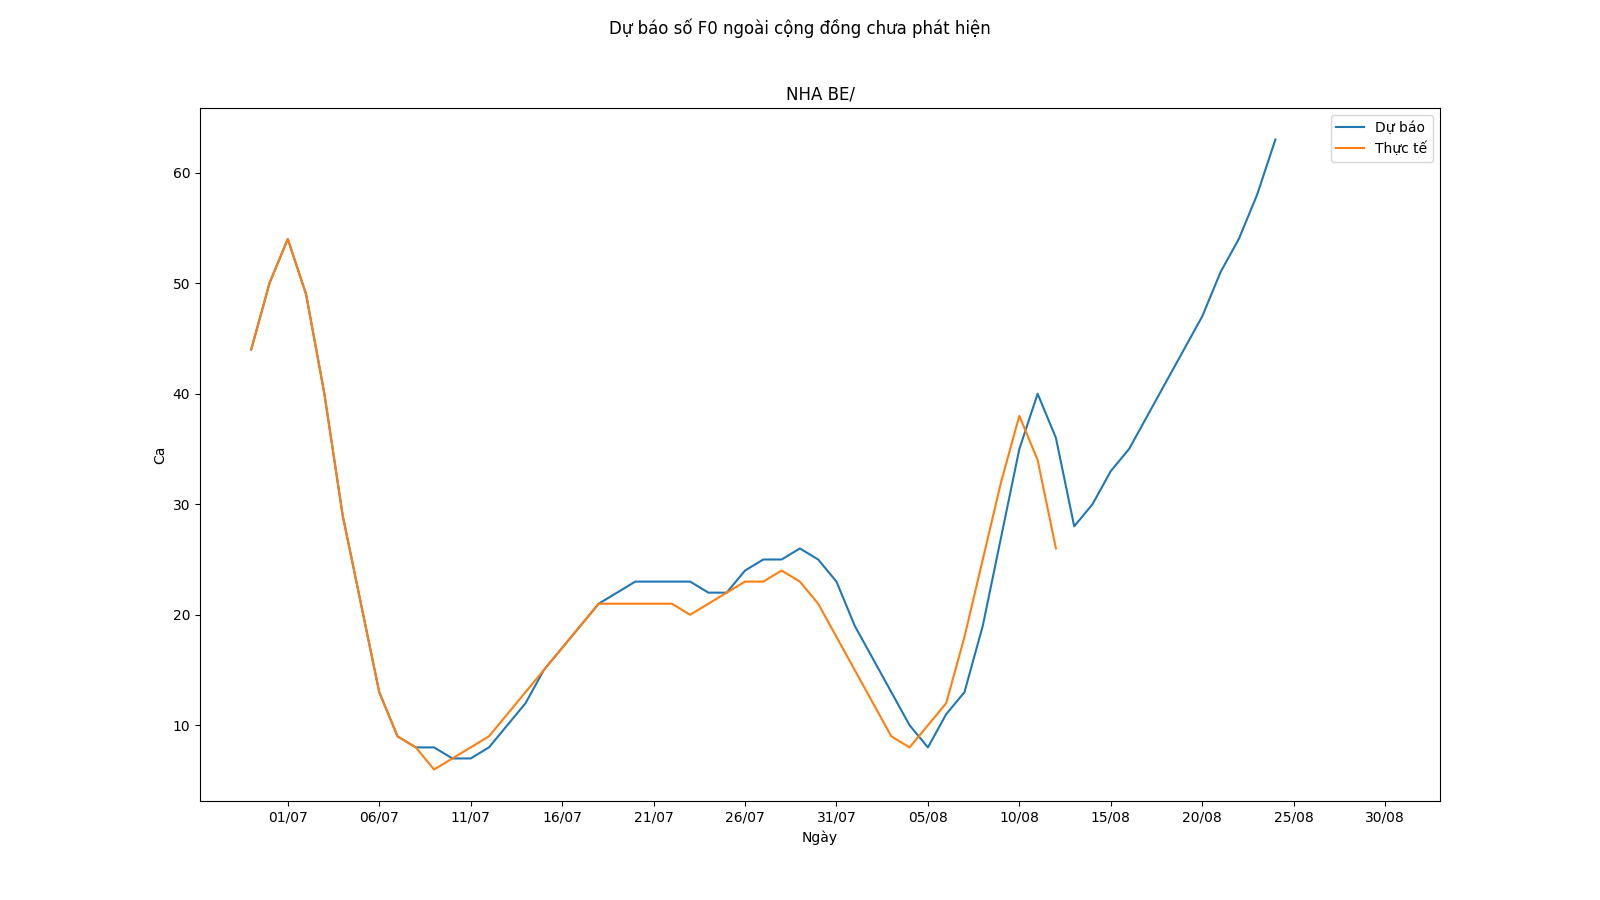 Dự báo số F0 ngoài cộng đồng chưa phát hiện
NHA BE/
Dự báo
Thực tế
60
50
40
30
20
10
Ca
01/07 06/07 11/07 16/07 21/07 26/07 31/07 05/08 10/08 15/08 20/08 25/08 30/08
Ngày